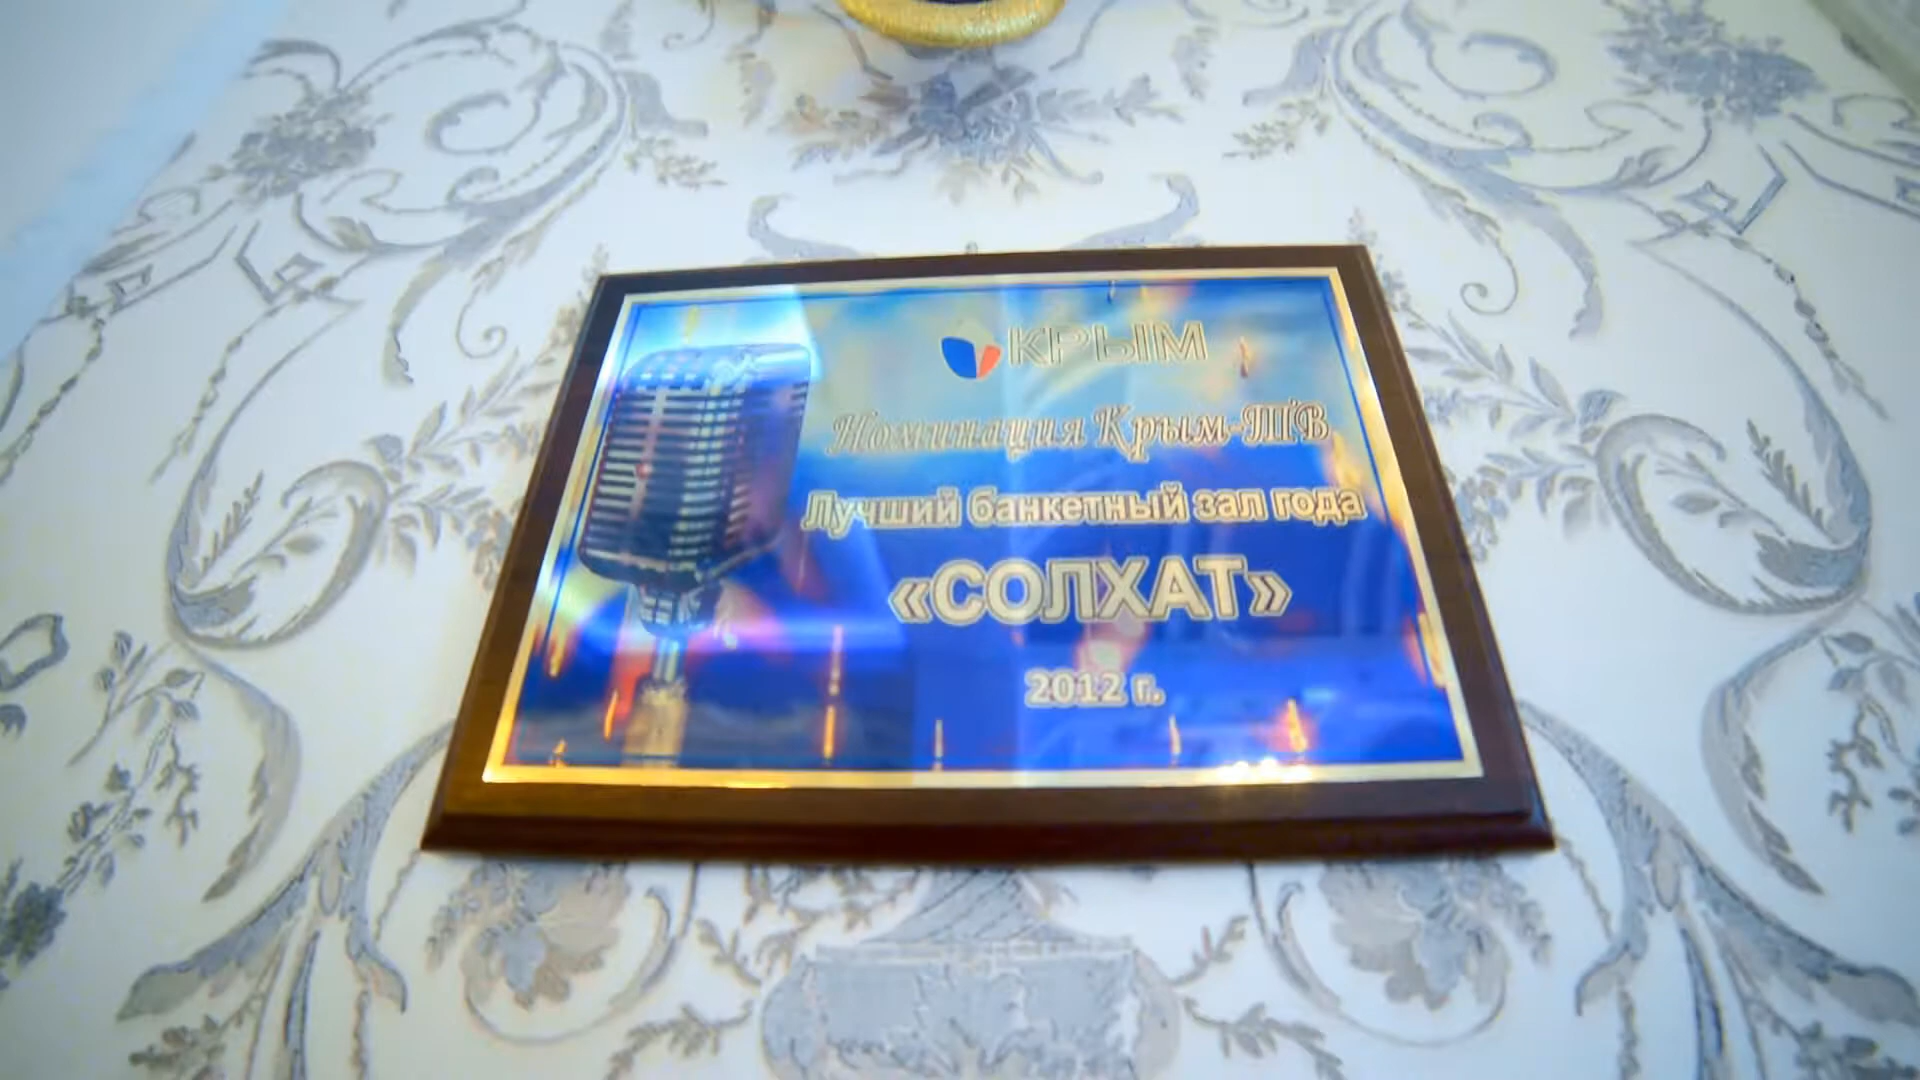 КРЫМ
Номинация Крым-ТВ
Лучший банкетный зал года
«СОЛХАТ»
2012 г.